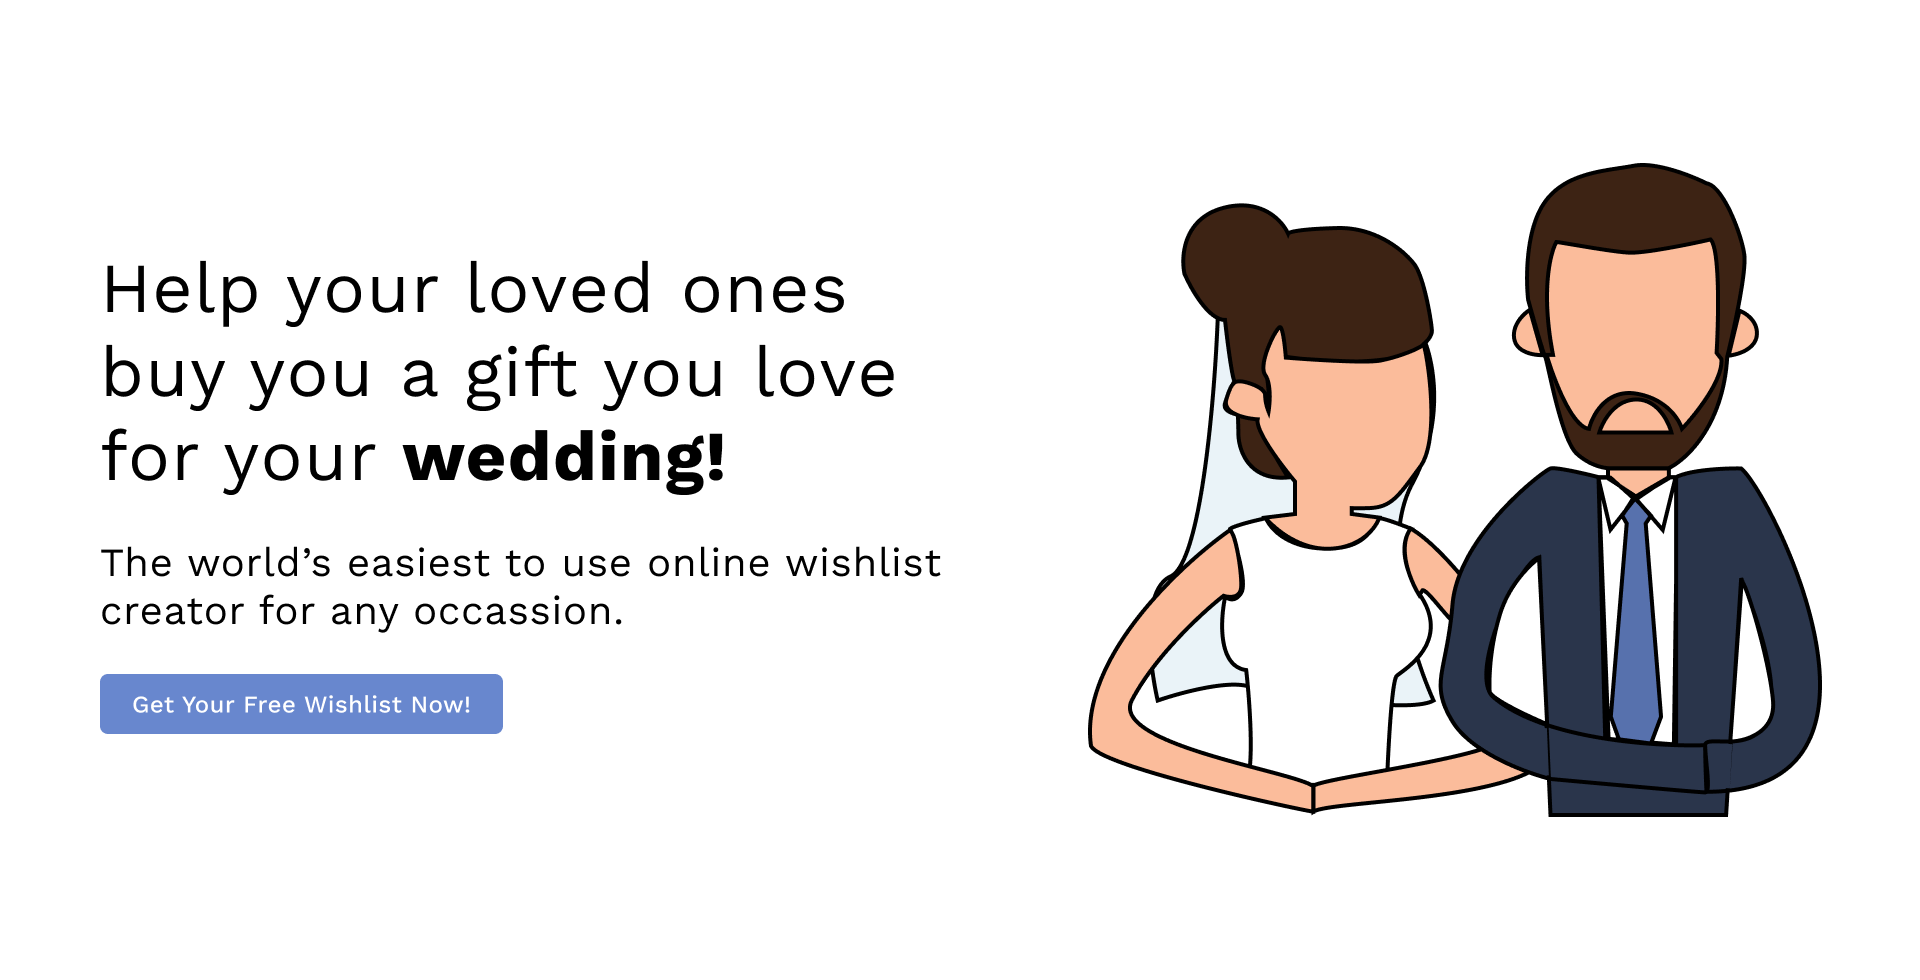 Help your loved ones
buy you a gift you love
for your wedding!
The world’s easiest to use online wishlist
creator for any occassion.
Get Your Free Wishlist Now!